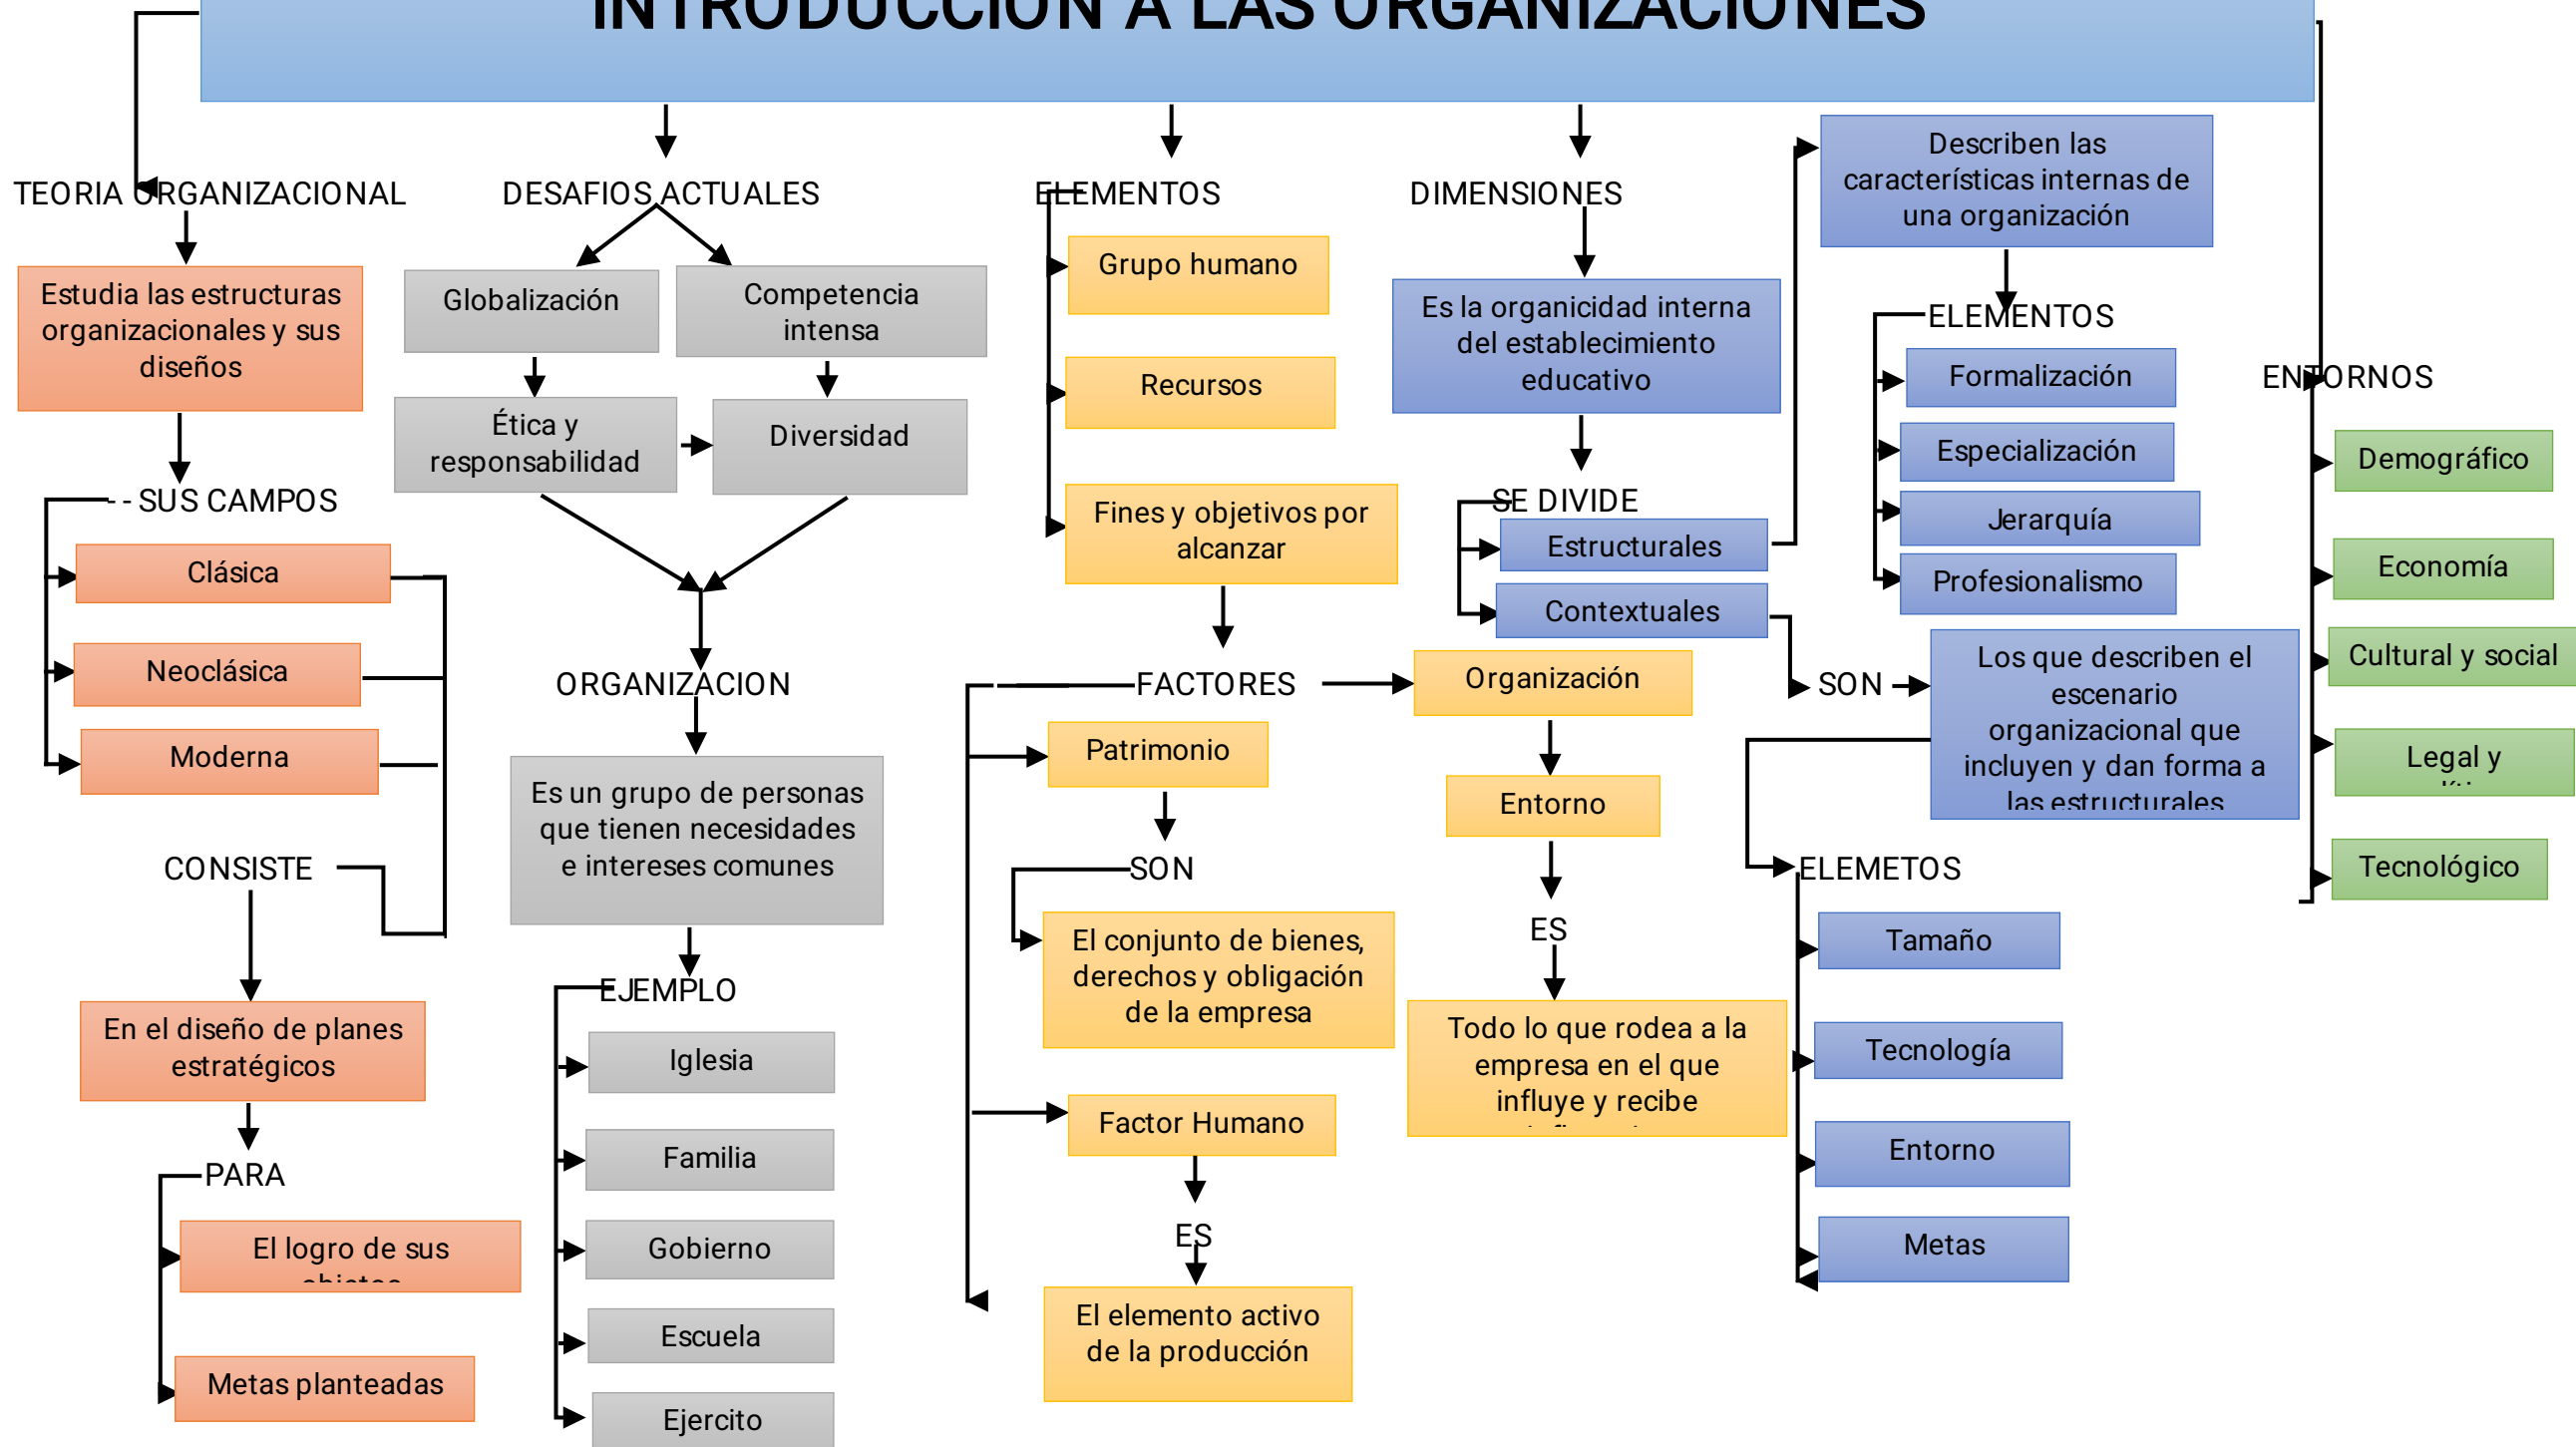 INTRODUCCION A LAS ORGANIZACIONES
TEORIA ORGANIZACIONAL
Estudia las estructuras
organizacionales y sus
diseños
- - SUS CAMPOS
Clásica
Neoclásica
Moderna
CONSISTE
En el diseño de planes
estratégicos
PARA
El logro de sus
Metas planteadas
DESAFIOS ACTUALES
Globalización
Competencia
intensa
Ética y
responsabilidad
Diversidad
ORGANIZACION
Es un grupo de personas
que tienen necesidades
e intereses comunes
EJEMPLO
Iglesia
Familia
Gobierno
Escuela
Ejercito
ELEMENTOS
Grupo humano
Recursos
Fines y objetivos por
alcanzar
FACTORES
Patrimonio
SON
El conjunto de bienes,
derechos y obligación
de la empresa
Factor Humano
ES
El elemento activo
de la producción
Organización
Entorno
ES
Todo lo que rodea a la
empresa en el que
influye y recibe
DIMENSIONES
Es la organicidad interna
del establecimiento
educativo
SE DIVIDE
Estructurales
Contextuales
Describen las
características internas de
una organización
ELEMENTOS
Formalización
Especialización
Jerarquía
Profesionalismo
SON
Los que describen el
escenario
organizacional que
incluyen y dan forma a
las estructurales
ELEMETOS
Tamaño
Tecnología
Entorno
Metas
ENTORNOS
Demográfico
Economía
Cultural y social
Legal y
Tecnológico